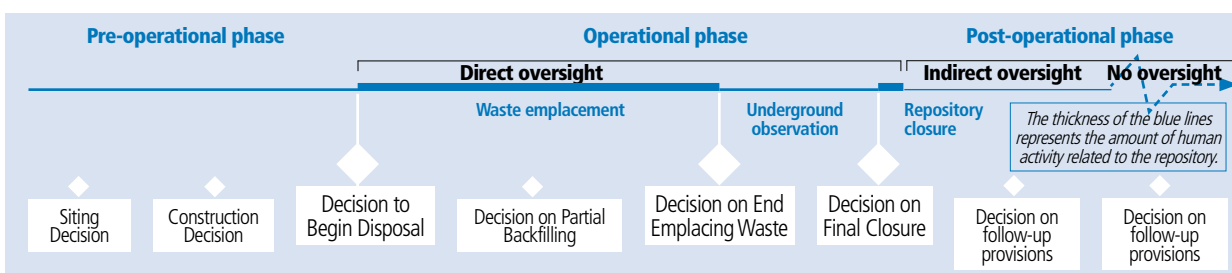 Pre-operational phase
Operational phase
Post-operational phase
Direct oversight
Indirect oversight
No oversight
Waste emplacement
Underground
observation
Repository
closure
The thickness of the blue lines
represents the amount of human
activity related to the repository.
Siting
Decision
Construction
Decision
Decision to
Begin Disposal
Decision on Partial
Backfilling
Decision on End
Emplacing Waste
Decision on
Final Closure
Decision on
follow-up
provisions
Decision on
follow-up
provisions